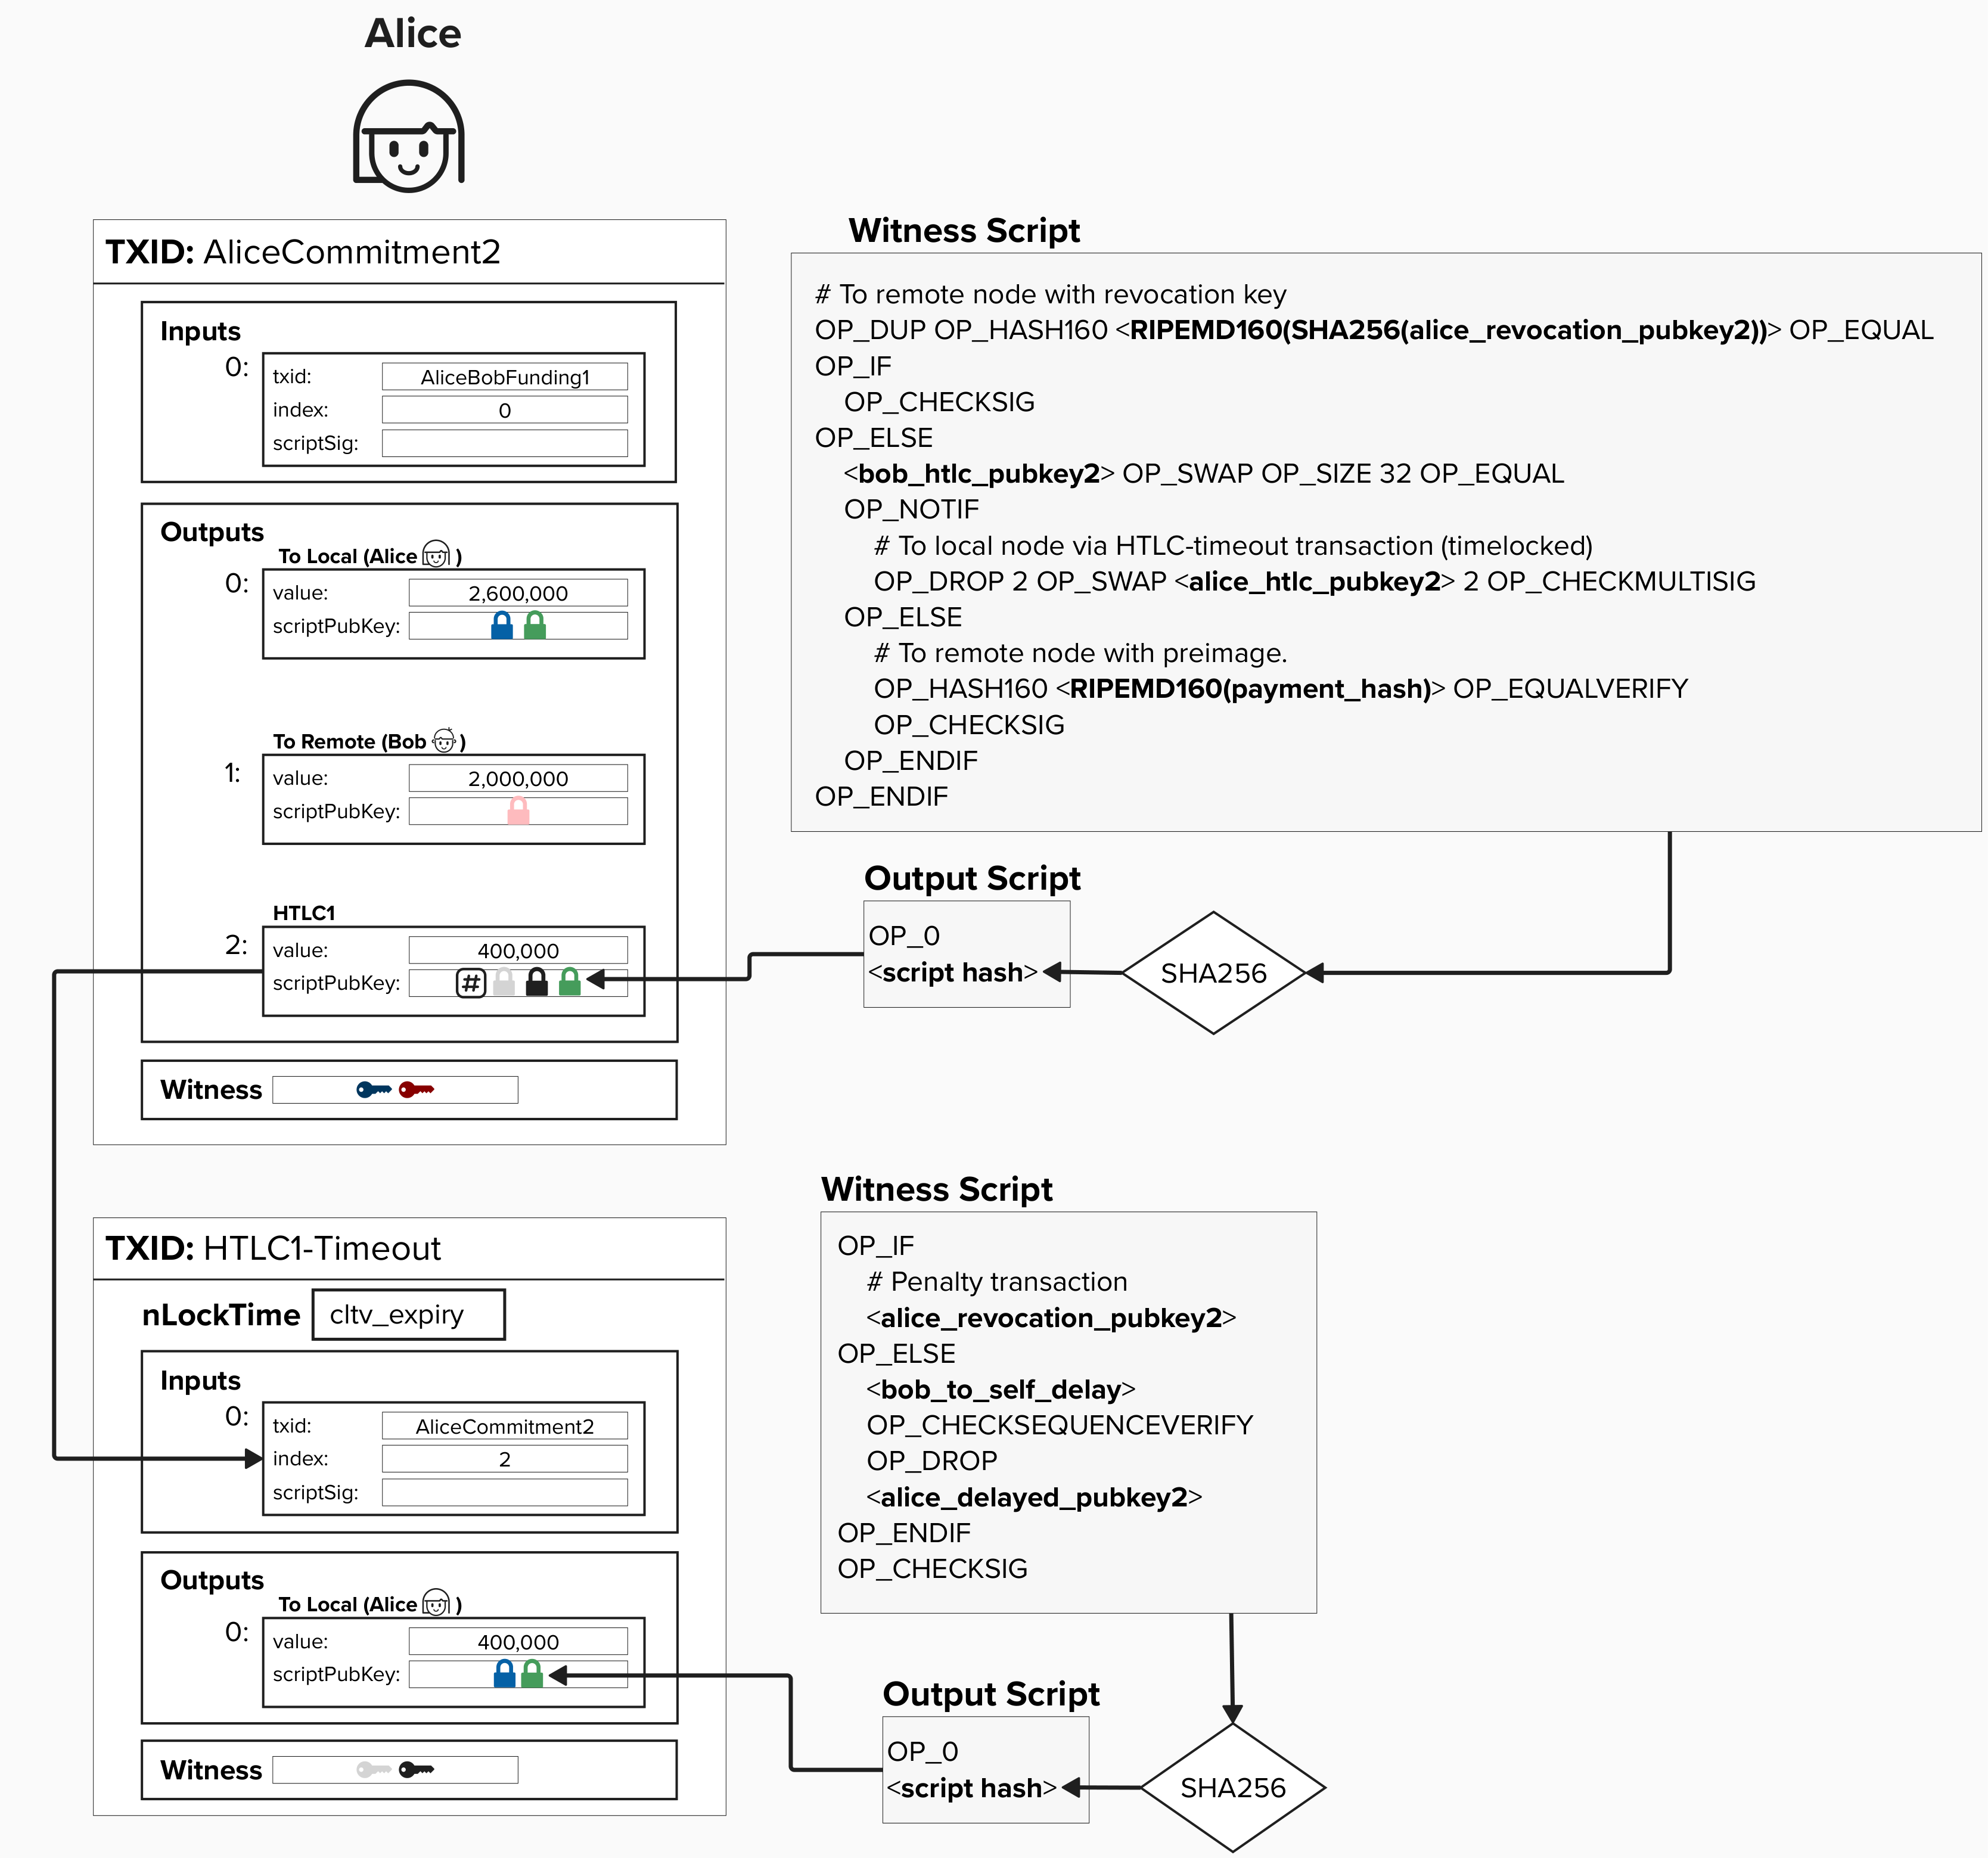 Alice
TXID: AliceCommitment2
Inputs
0:
txid: AliceBobFunding1
index: 0
scriptSig:
Outputs
To Local (Alice )
0:
value: 2,600,000
scriptPubKey:
To Remote (Bob )
1:
value: 2,000,000
scriptPubKey:
HTLC1
2:
value: 400,000
scriptPubKey: #
Witness
Witness Script
# To remote node with revocation key
OP_DUP OP_HASH160 <RIPEMD160(SHA256(alice_revocation_pubkey2))> OP_EQUAL
OP_IF
OP_CHECKSIG
OP_ELSE
<bob_htlc_pubkey2> OP_SWAP OP_SIZE 32 OP_EQUAL
OP_NOTIF
# To local node via HTLC-timeout transaction (timelocked)
OP_DROP 2 OP_SWAP <alice_htlc_pubkey2> 2 OP_CHECKMULTISIG
OP_ELSE
# To remote node with preimage.
OP_HASH160 <RIPEMD160(payment_hash)> OP_EQUALVERIFY
OP_CHECKSIG
OP_ENDIF
OP_ENDIF
Output Script
OP_0
<script hash>
SHA256
TXID: HTLC1-Timeout
nLockTime cltv_expiry
Inputs
0:
txid: AliceCommitment2
index: 2
scriptSig:
Outputs
To Local (Alice )
0:
value: 400,000
scriptPubKey:
Witness
Witness Script
OP_IF
# Penalty transaction
<alice_revocation_pubkey2>
OP_ELSE
<bob_to_self_delay>
OP_CHECKSEQUENCEVERIFY
OP_DROP
<alice_delayed_pubkey2>
OP_ENDIF
OP_CHECKSIG
Output Script
OP_0
<script hash>
SHA256